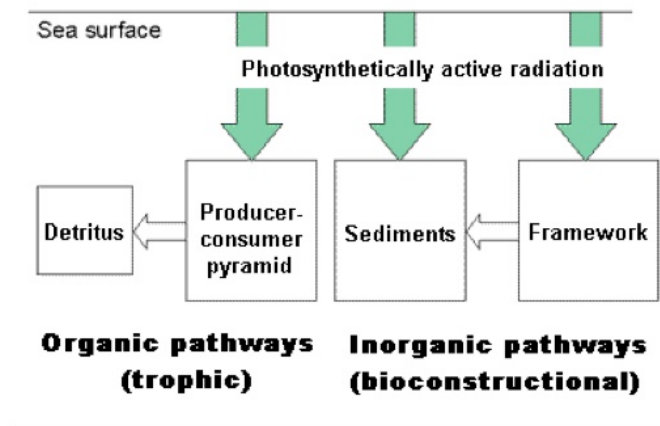 Sea surface
Photosynthetically active radiation
Detritus
Producer-
consumer
pyramid
Sediments
Framework
Organic pathways
(trophic)
Inorganic pathways
(bioconstructional)